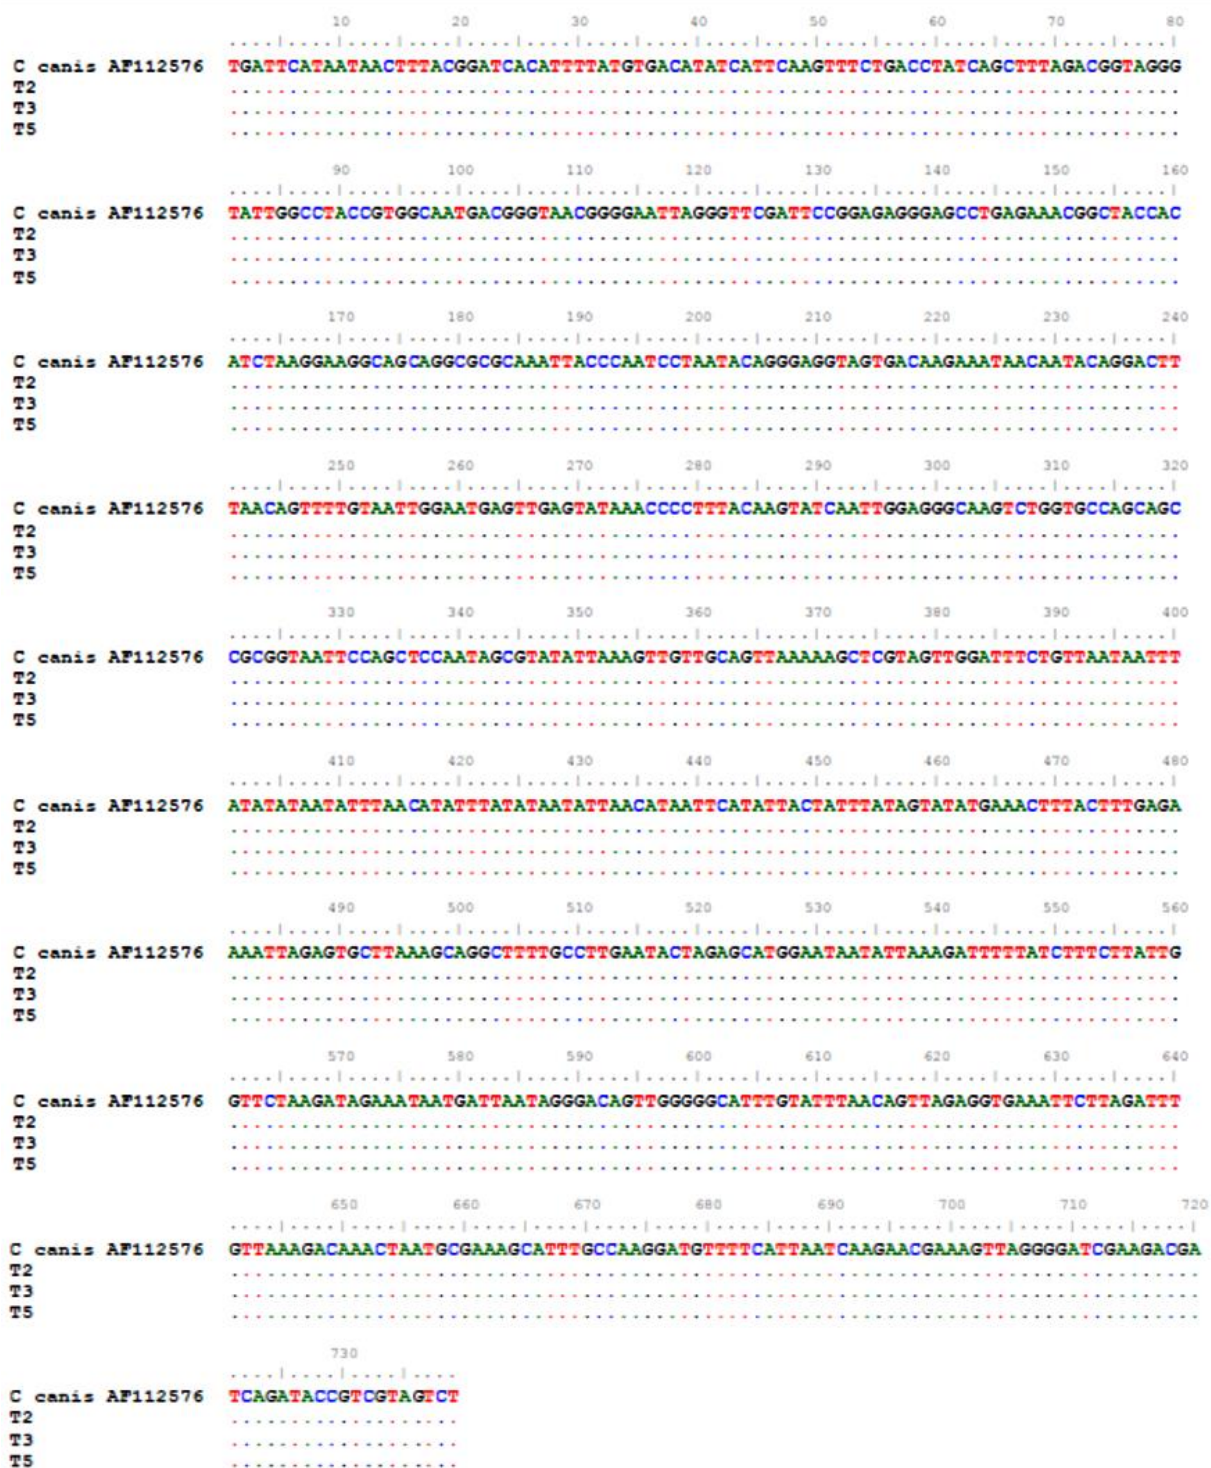 10 20 30 40 50 60 70 80
C canis AF112576 TGATTCATAATAACTTTACGGATCACATTTTATGTGACATATCATTCAAGTTTCTGACCTATCAGCTTTAGACGGTAGGG
T2
T3
T5
90 100 110 120 130 140 150 160
C canis AF112576 TATTGGCCTACCGTGGCAATGACGGGTAACGGGGAATTAGGGTTCGATTCCGGAGAGGGAGCCTGAGAAACGGCTACCAC
T2
T3
T5
170 180 190 200 210 220 230 240
C canis AF112576 ATCTAAGGAAGGCAGCAGGCGCGCAAATTACCCAATCCTAATACAGGGAGGTAGTGACAAGAAATAACAATACAGGACTT
T2
T3
T5
250 260 270 280 290 300 310 320
C canis AF112576 TAACAGTTTTGTAATTGGAATGAGTTGAGTATAAACCCCTTTACAAGTATCAATTGGAGGGCAAGTCTGGTGCCAGCAGC
T2
T3
T5
330 340 350 360 370 380 390 400
C canis AF112576 CGCGGTAATTCCAGCTCCAATAGCGTATATTAAAGTTGTTGCAGTTAAAAAGCTCGTAGTTGGATTTCTGTTAATAATTT
T2
T3
T5
410 420 430 440 450 460 470 480
C canis AF112576 ATATATAATATTTAACATATTTATATAATATTAACATAATTCATATTACTATTTATAGTATATGAAACTTTACTTTGAGA
T2
T3
T5
490 500 510 520 530 540 550 560
C canis AF112576 AAATTAGAGTGCTTAAAGCAGGCTTTTGCCTTGAATACTAGAGCATGGAATAATATTAAAGATTTTTATCTTTCTTATTG
T2
T3
T5
570 580 590 600 610 620 630 640
C canis AF112576 GTTCTAAGATAGAAATAATGATTAATAGGGACAGTTGGGGGCATTTGTATTTAACAGTTAGAGGTGAAATTCTTAGATTT
T2
T3
T5
650 660 670 680 690 700 710 720
C canis AF112576 GTTAAAGACAAACTAATGCGAAAGCATTTGCCAAGGATGTTTTCATTAATCAAGAACGAAAGTTAGGGGATCGAAGACGA
T2
T3
T5
730
C canis AF112576 TCAGATACCGTCGTAGTCT
T2
T3
T5